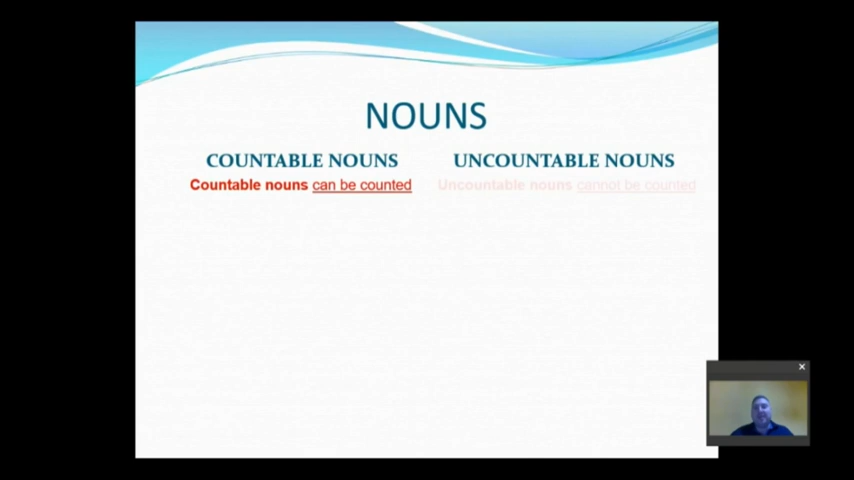 NOUNS
COUNTABLE NOUNS
UNCOUNTABLE NOUNS
Countable nouns can be counted
Uncountable nouns cannot be counted